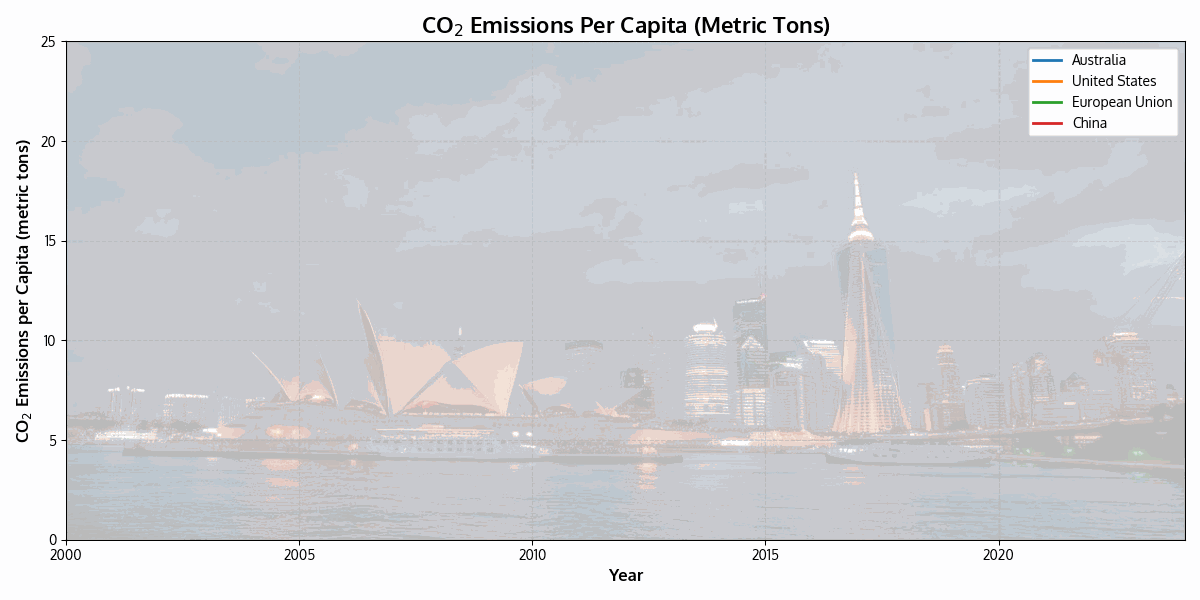 CO₂ Emissions Per Capita (Metric Tons)
25
20
15
10
5
0
CO₂ Emissions per Capita (metric tons)
Australia
United States
European Union
China
2000
2005
2010
2015
2020
Year